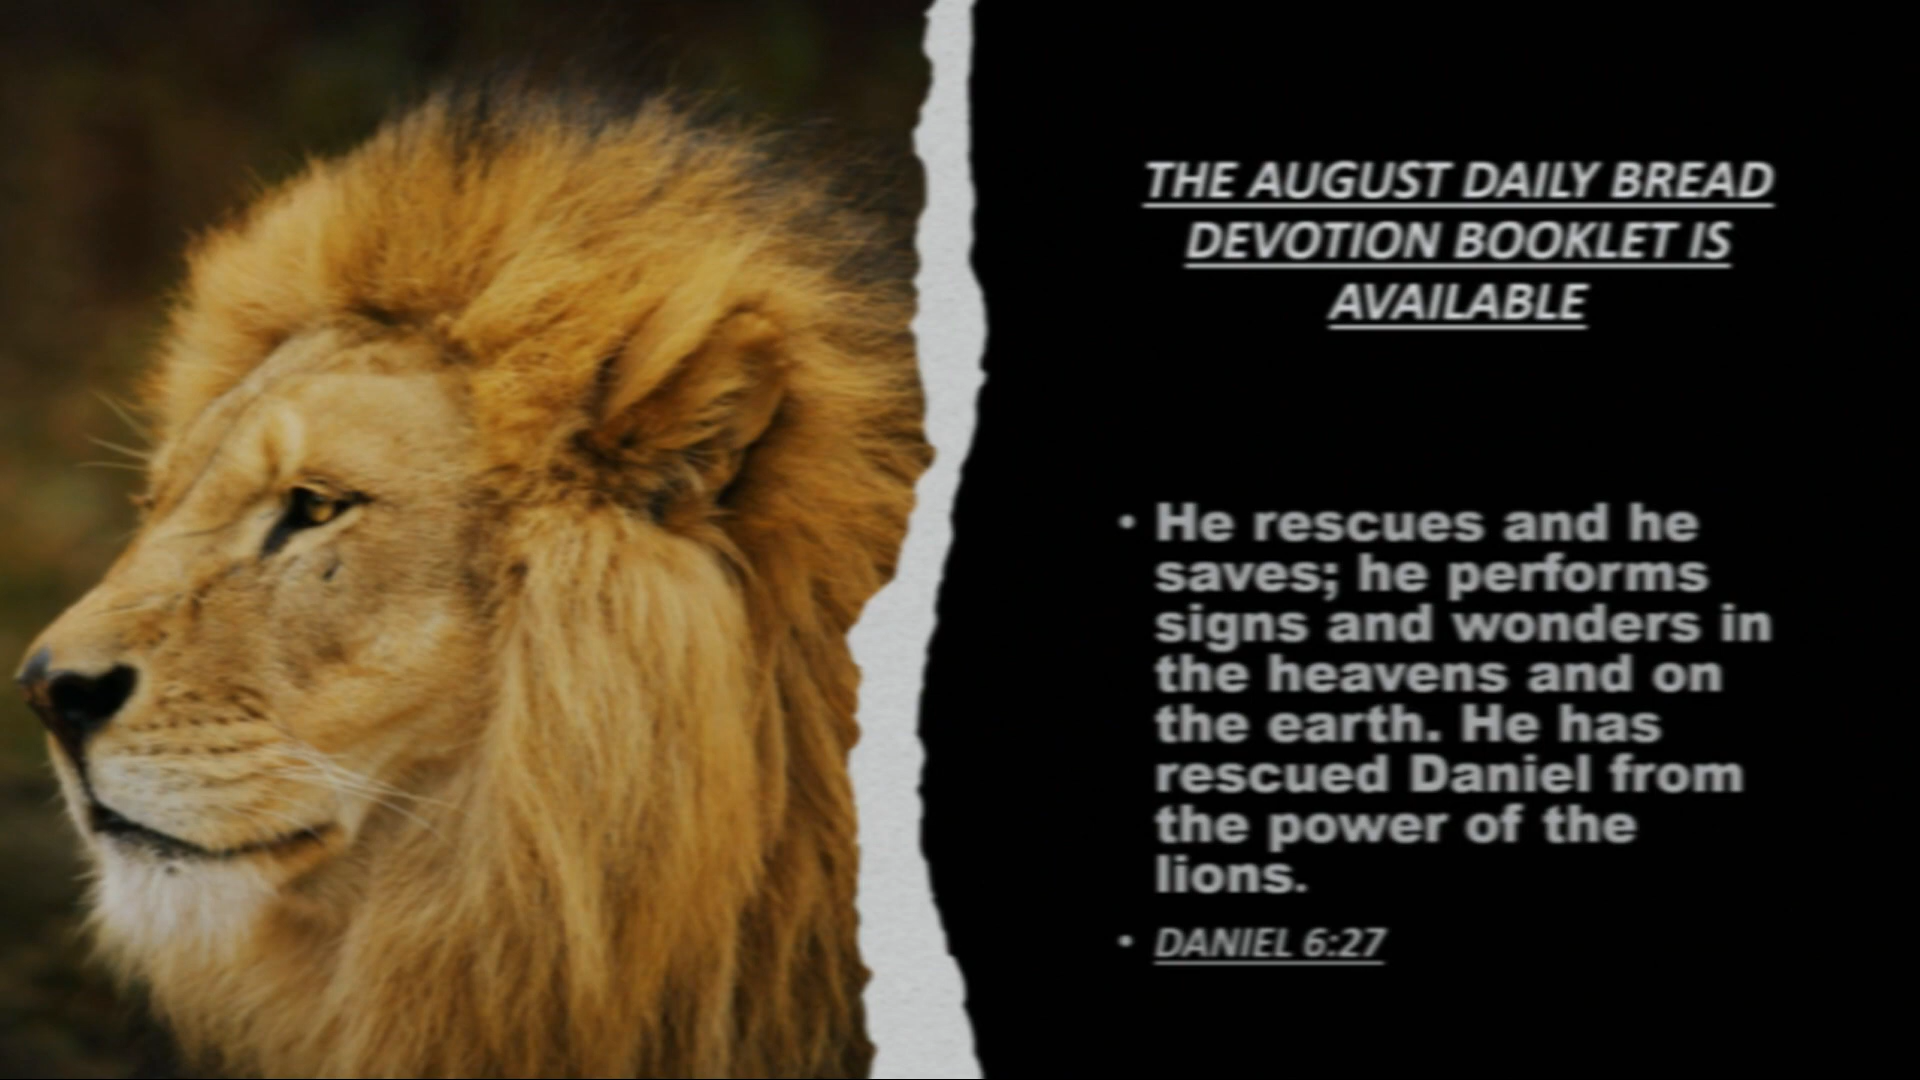 THE AUGUST DAILY BREAD
DEVOTION BOOKLET IS
AVAILABLE
• He rescues and he
saves; he performs
signs and wonders in
the heavens and on
the earth. He has
rescued Daniel from
the power of the
lions.
• DANIEL 6:27